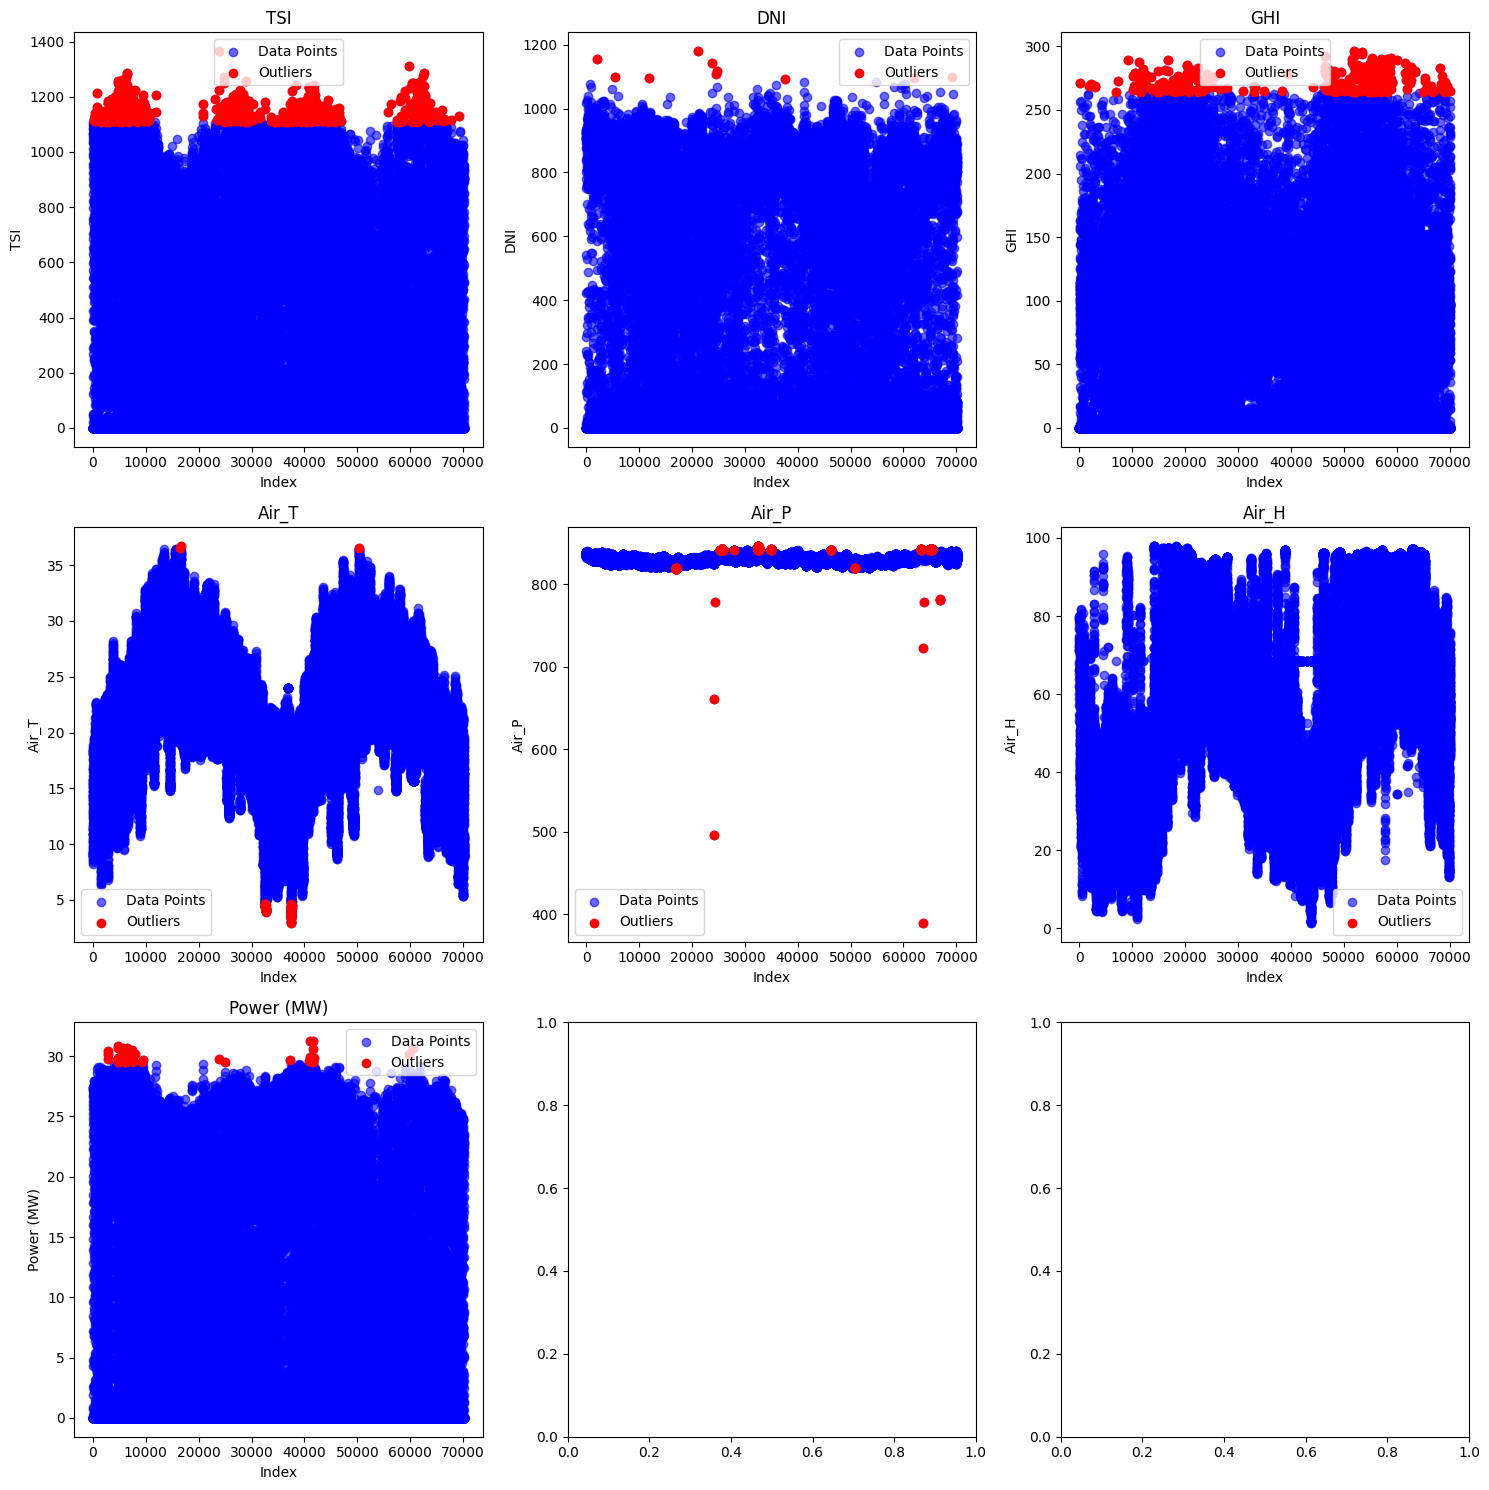 TSI
1400
1200
1000
800
600
400
200
0
TSI
Data Points
Outliers
0 10000 20000 30000 40000 50000 60000 70000
Index
DNI
1200
1000
800
600
400
200
0
DNI
Data Points
Outliers
0 10000 20000 30000 40000 50000 60000 70000
Index
GHI
300
250
200
150
100
50
0
GHI
Data Points
Outliers
0 10000 20000 30000 40000 50000 60000 70000
Index
Air_T
35
30
25
20
15
10
5
Air_T
Data Points
Outliers
0 10000 20000 30000 40000 50000 60000 70000
Index
Air_P
800
700
600
500
400
Air_P
Data Points
Outliers
0 10000 20000 30000 40000 50000 60000 70000
Index
Air_H
100
80
60
40
20
0
Air_H
Data Points
Outliers
0 10000 20000 30000 40000 50000 60000 70000
Index
Power (MW)
30
25
20
15
10
5
0
Power (MW)
Data Points
Outliers
0 10000 20000 30000 40000 50000 60000 70000
Index
1.0
0.8
0.6
0.4
0.2
0.0
0.0 0.2 0.4 0.6 0.8 1.0
1.0
0.8
0.6
0.4
0.2
0.0
0.0 0.2 0.4 0.6 0.8 1.0